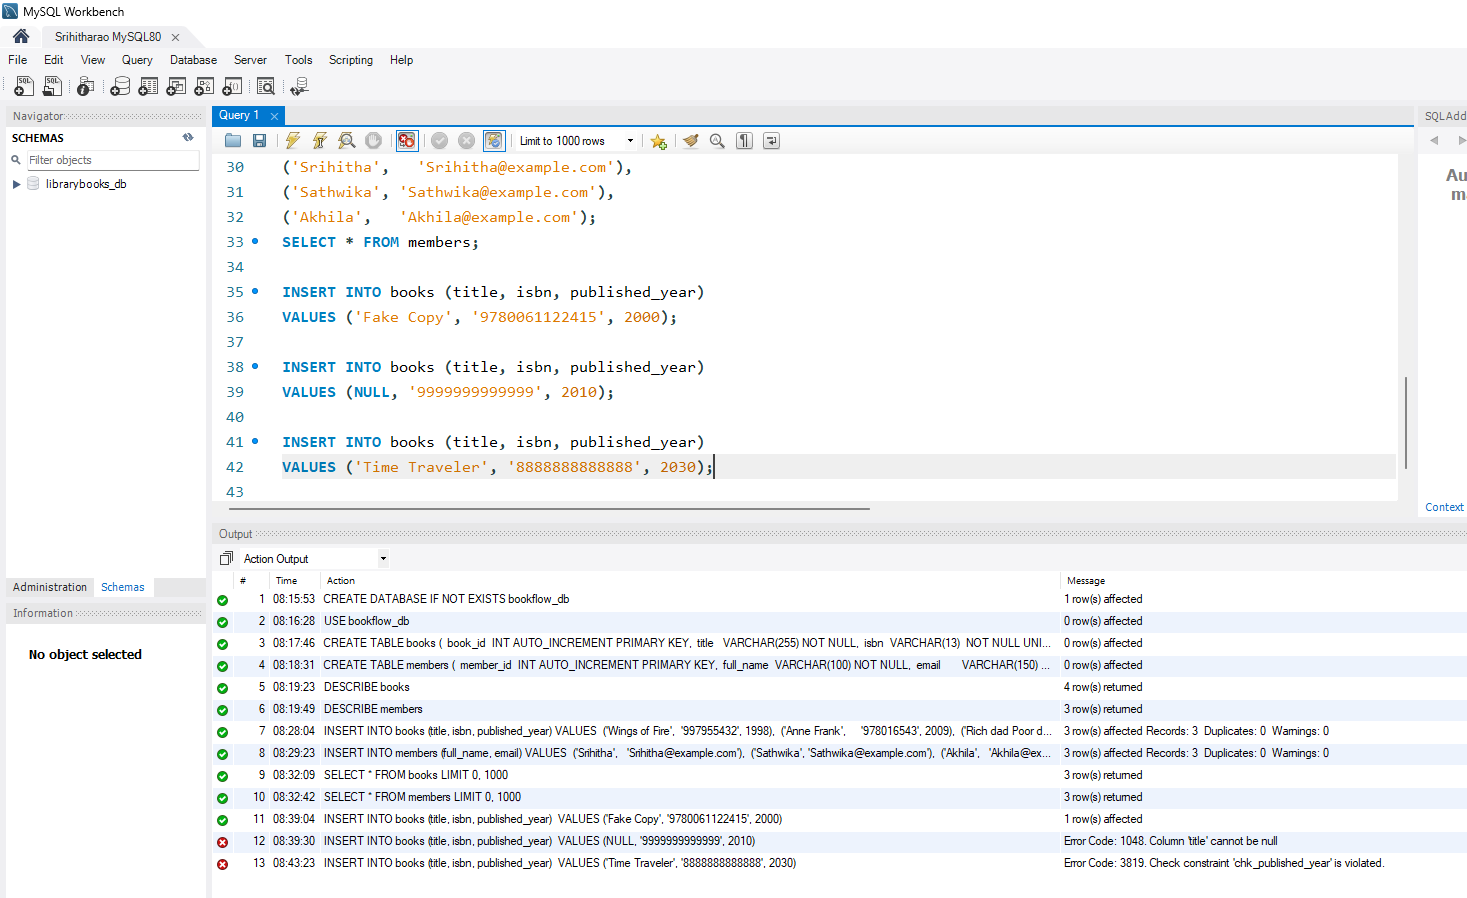 MySQL Workbench
Srihitharao MySQL80
File Edit View Query Database Server Tools Scripting Help
Navigator
SCHEMAS
Filter objects
librarybooks_db
Administration Schemas
Information
No object selected
Query 1
Limit to 1000 rows
30 ('Srihitha',   'Srihitha@example.com'),
31 ('Sathwika', 'Sathwika@example.com'),
32 ('Akhila',   'Akhila@example.com');
33 SELECT * FROM members;
34
35 INSERT INTO books (title, isbn, published_year)
36 VALUES ('Fake Copy', '9780061122415', 2000);
37
38 INSERT INTO books (title, isbn, published_year)
39 VALUES (NULL, '9999999999999', 2010);
40
41 INSERT INTO books (title, isbn, published_year)
42 VALUES ('Time Traveler', '8888888888888', 2030);
43
SQLAdd
Au
ma
Context
Output
Action Output
# Time Action Message
1 08:15:53 CREATE DATABASE IF NOT EXISTS bookflow_db 1 row(s) affected
2 08:16:28 USE bookflow_db 0 row(s) affected
3 08:17:46 CREATE TABLE books ( book_id INT AUTO_INCREMENT PRIMARY KEY, title VARCHAR(255) NOT NULL, isbn VARCHAR(13) NOT NULL UNI... 0 row(s) affected
4 08:18:31 CREATE TABLE members ( member_id INT AUTO_INCREMENT PRIMARY KEY, full_name VARCHAR(100) NOT NULL, email VARCHAR(150) ... 0 row(s) affected
5 08:19:23 DESCRIBE books 4 row(s) returned
6 08:19:49 DESCRIBE members 3 row(s) returned
7 08:28:04 INSERT INTO books (title, isbn, published_year) VALUES ('Wings of Fire', '997955432', 1998), ('Anne Frank', '978016543', 2009), ('Rich dad Poor d... 3 row(s) affected Records: 3 Duplicates: 0 Warnings: 0
8 08:29:23 INSERT INTO members (full_name, email) VALUES ('Srihitha', 'Srihitha@example.com'), ('Sathwika', 'Sathwika@example.com'), ('Akhila', 'Akhila@ex... 3 row(s) affected Records: 3 Duplicates: 0 Warnings: 0
9 08:32:09 SELECT * FROM books LIMIT 0, 1000 3 row(s) returned
10 08:32:42 SELECT * FROM members LIMIT 0, 1000 3 row(s) returned
11 08:39:04 INSERT INTO books (title, isbn, published_year) VALUES ('Fake Copy', '9780061122415', 2000) 1 row(s) affected
12 08:39:30 INSERT INTO books (title, isbn, published_year) VALUES (NULL, '9999999999999', 2010) Error Code: 1048. Column 'title' cannot be null
13 08:43:23 INSERT INTO books (title, isbn, published_year) VALUES ('Time Traveler', '8888888888888', 2030) Error Code: 3819. Check constraint 'chk_published_year' is violated.